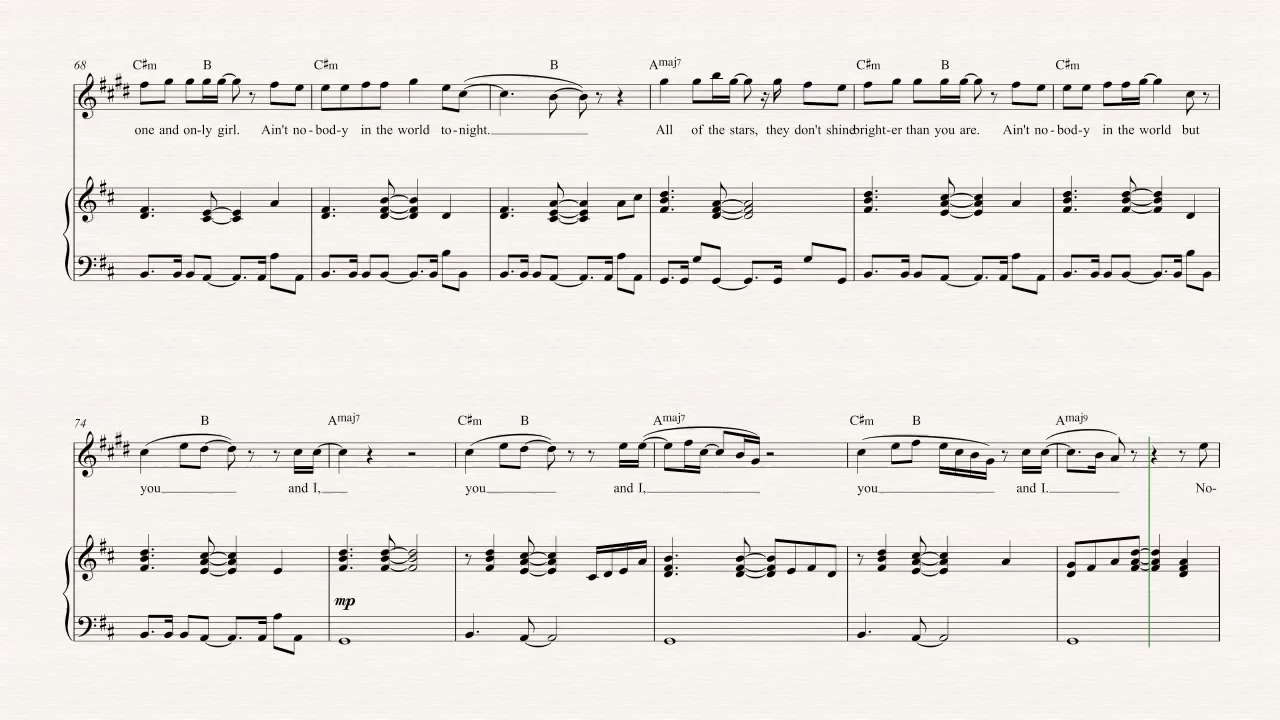 68 C♯m B C♯m B Amaj7 C♯m B C♯m
one and on-ly girl. Ain't no-bod-y in the world to-night. All of the stars, they don't shine bright-er than you are. Ain't no-bod-y in the world but
74 B Amaj7 C♯m B Amaj7 C♯m B Amaj9
you and I, you and I, you and I. No-
mp